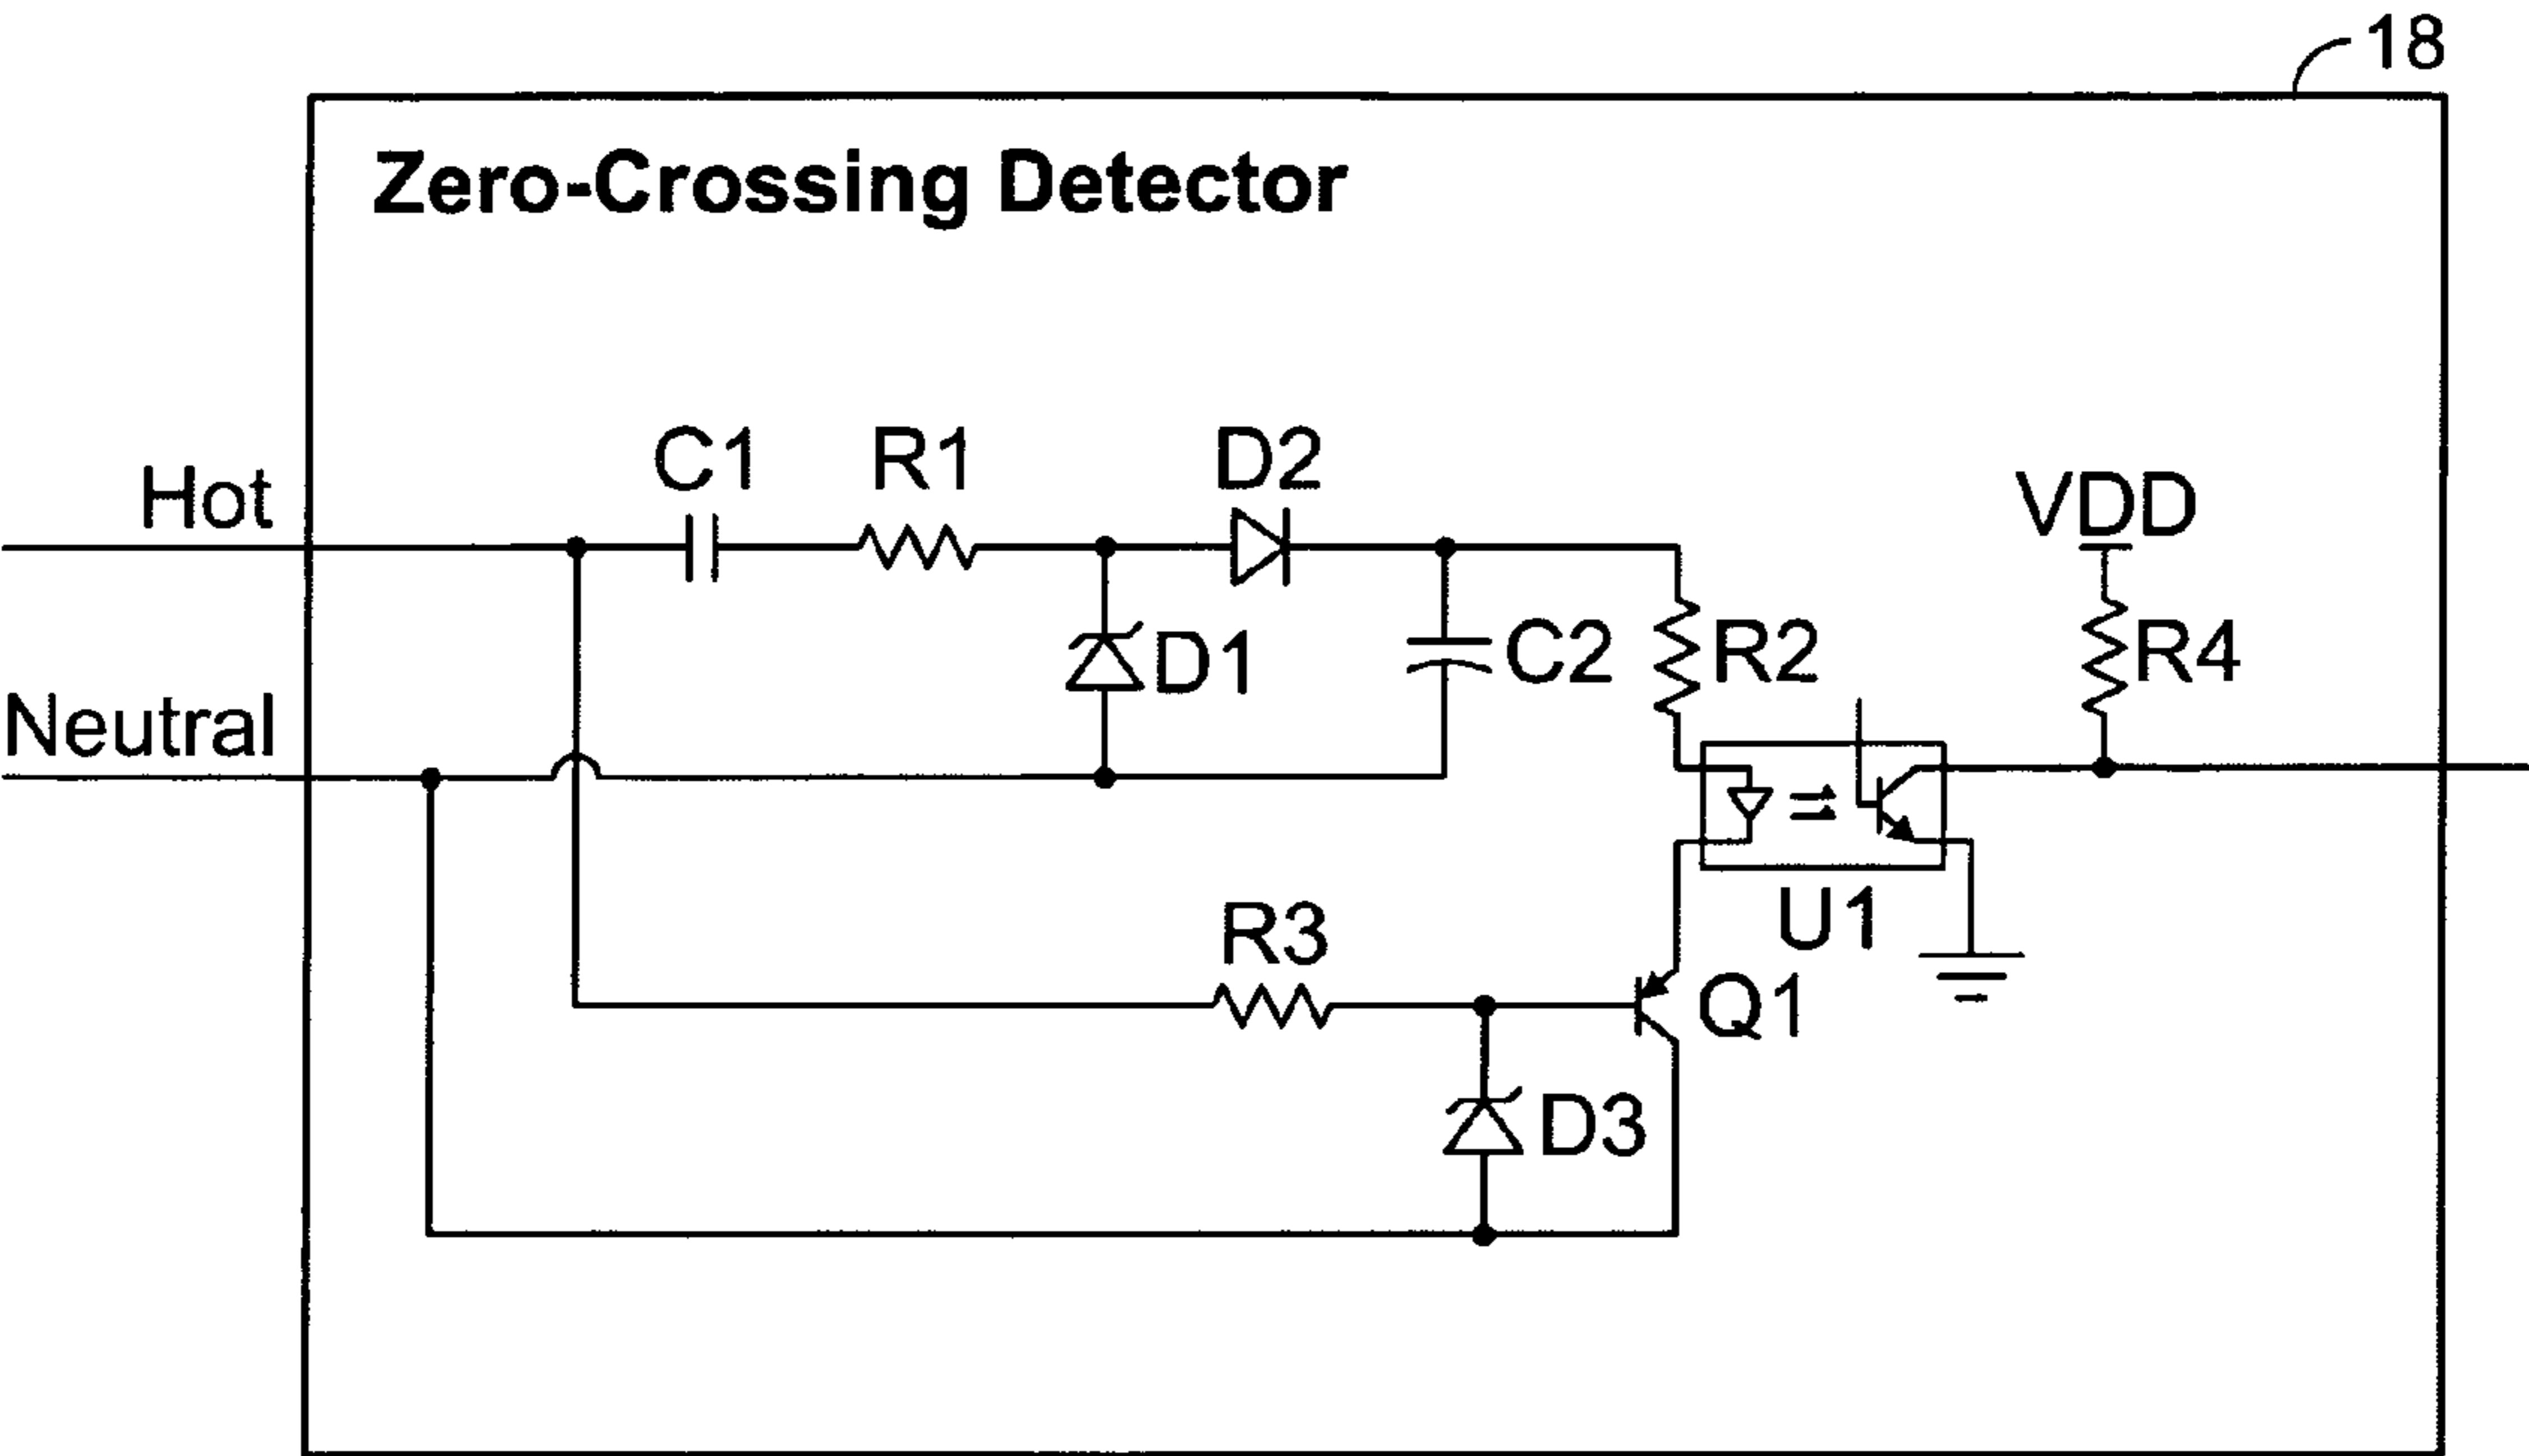 18
Zero-Crossing Detector
C1 R1 D2
Hot
VDD
D1 C2 R2 R4
Neutral
U1
R3
Q1
D3